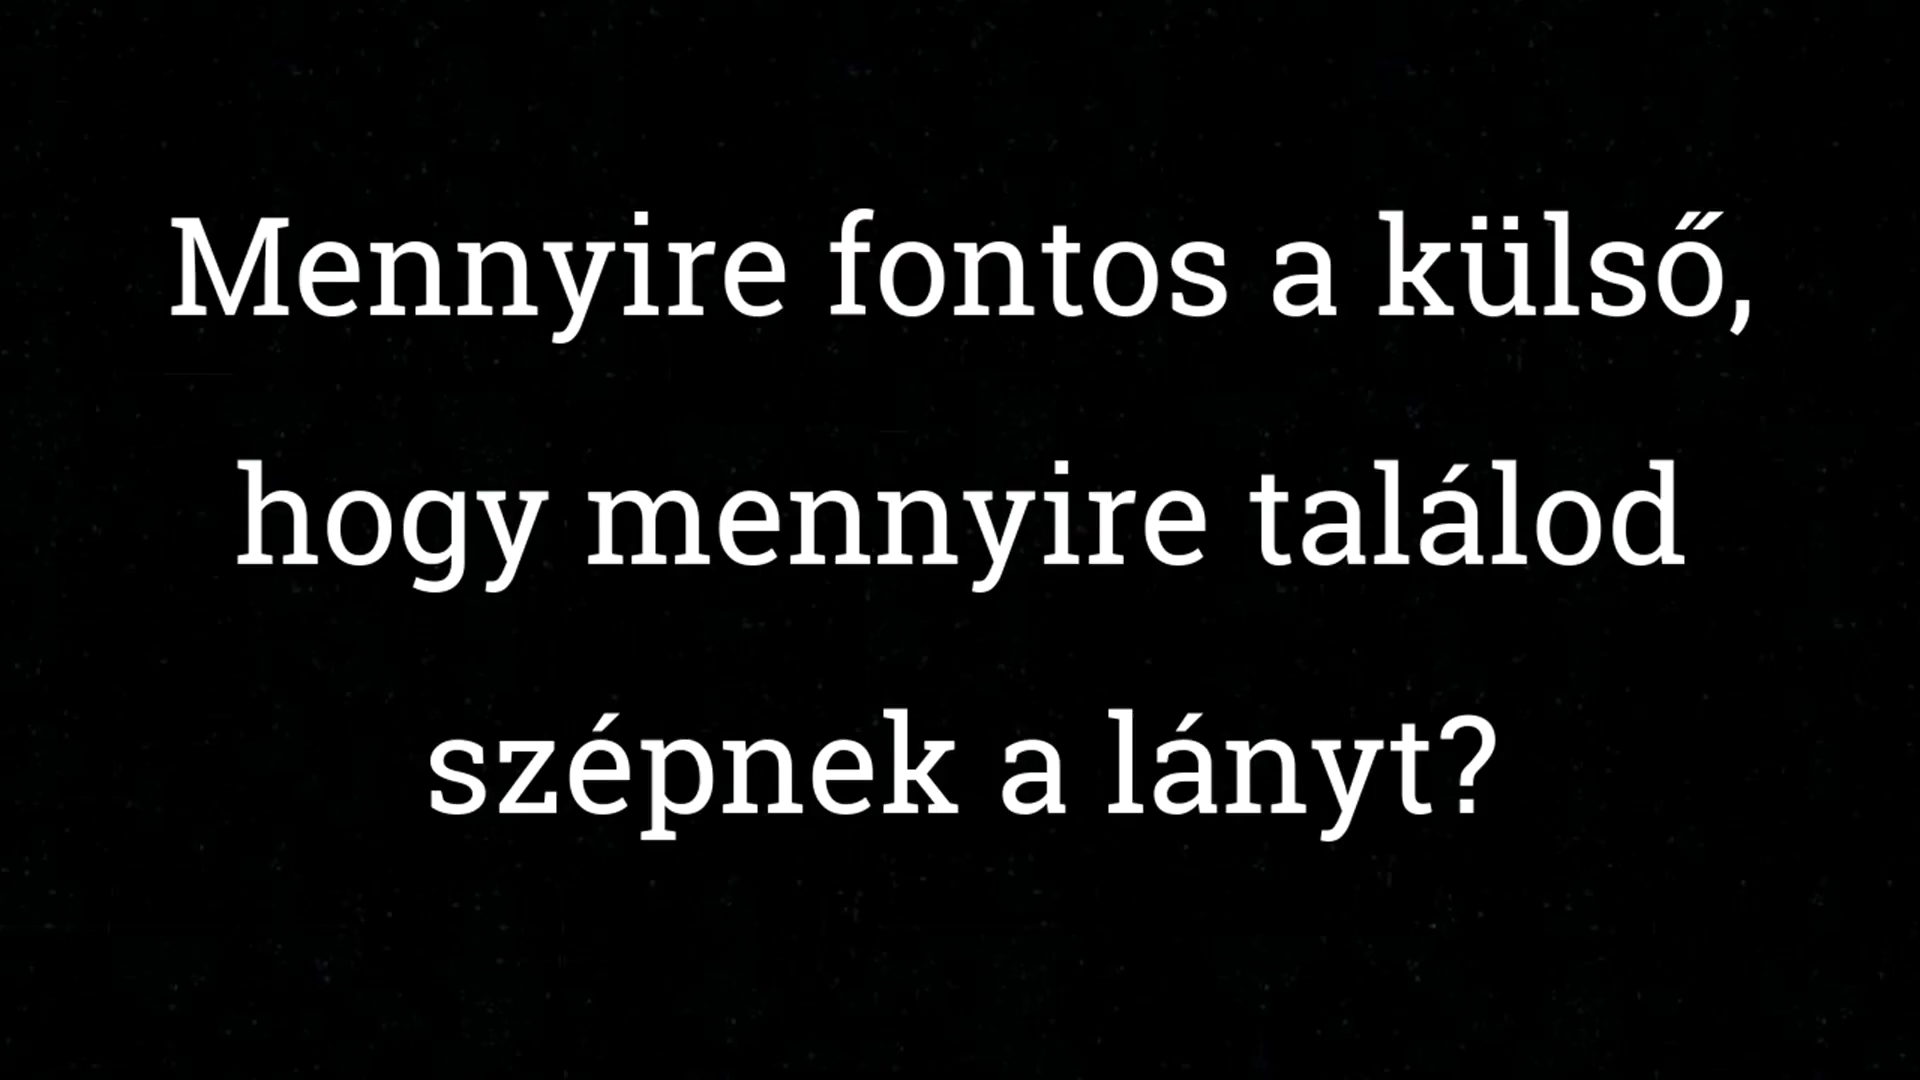 Mennyire fontos a külső,
hogy mennyire találod
szépnek a lányt?